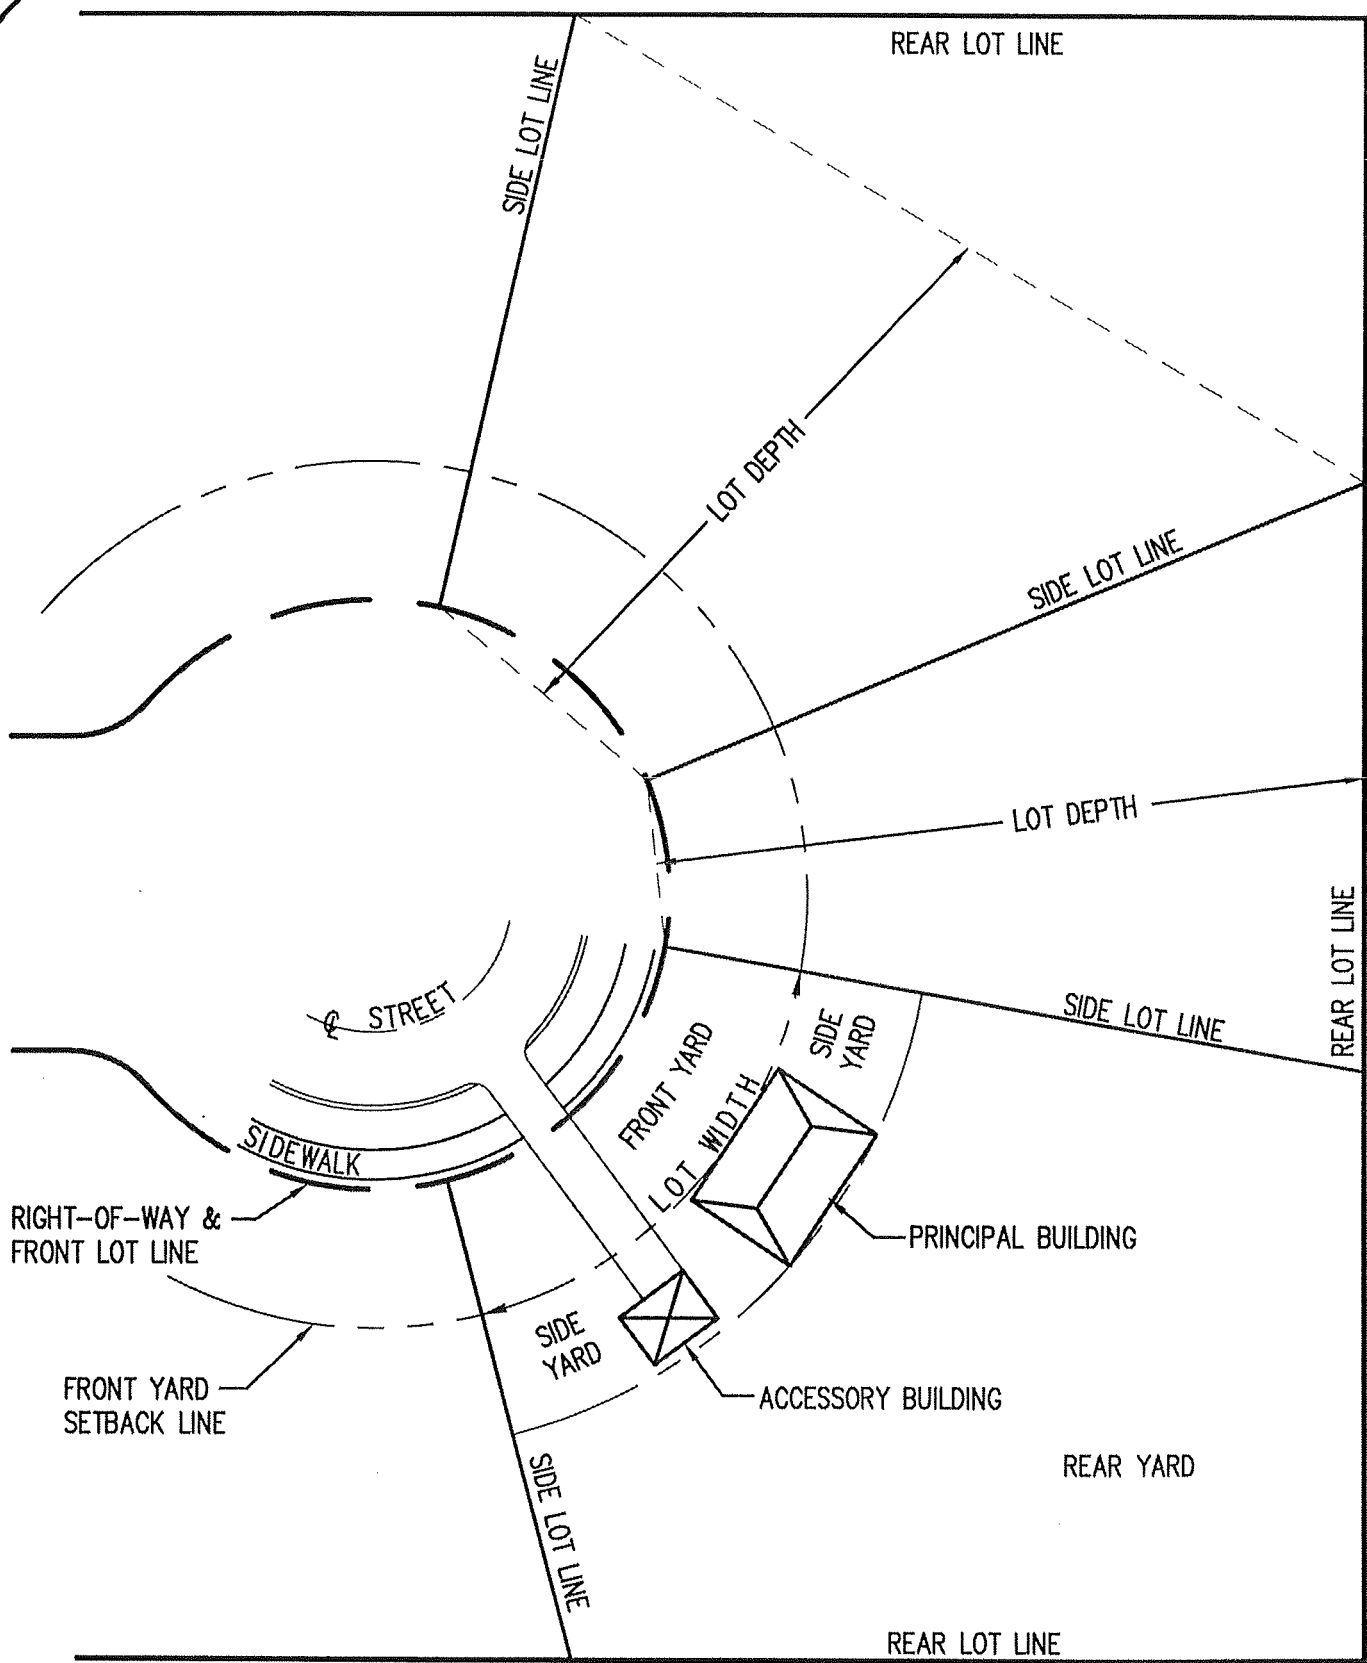 REAR LOT LINE
SIDE LOT LINE
LOT DEPTH
SIDE LOT LINE
LOT DEPTH
REAR LOT LINE
℄ STREET
SIDE LOT LINE
SIDE
YARD
FRONT YARD
LOT WIDTH
SIDEWALK
RIGHT-OF-WAY &
FRONT LOT LINE
PRINCIPAL BUILDING
SIDE
YARD
FRONT YARD
SETBACK LINE
ACCESSORY BUILDING
REAR YARD
SIDE LOT LINE
REAR LOT LINE